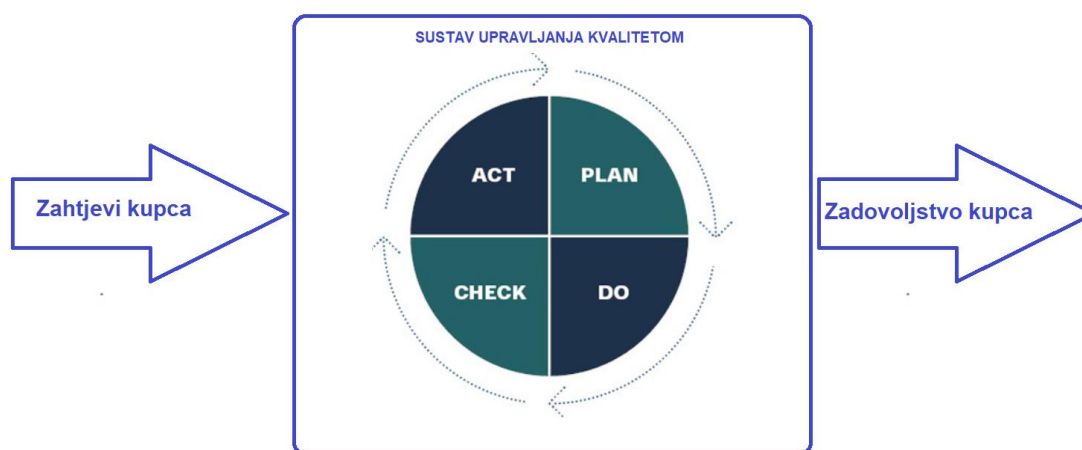 SUSTAV UPRAVLJANJA KVALITETOM
ACT
PLAN
Zahtjevi kupca
Zadovoljstvo kupca
CHECK
DO